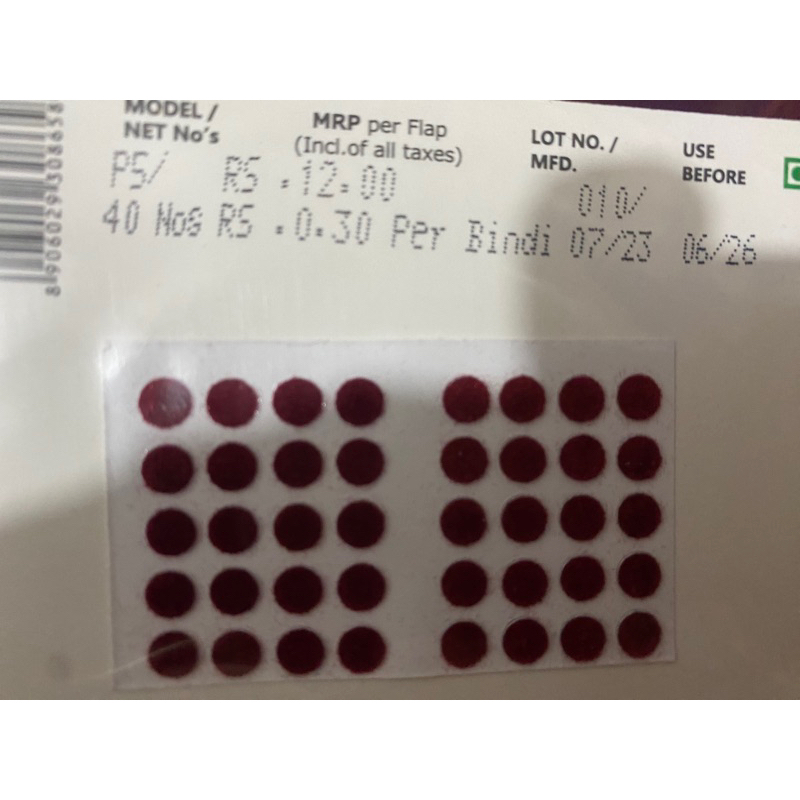 MODEL /
NET No's
MRP per Flap
(Incl.of all taxes)
LOT NO. /
MFD.
USE
BEFORE
P5/ RS .12.00 010/
40 Nos RS .0.30 Per Bindi 07/23 06/26
8906029308658